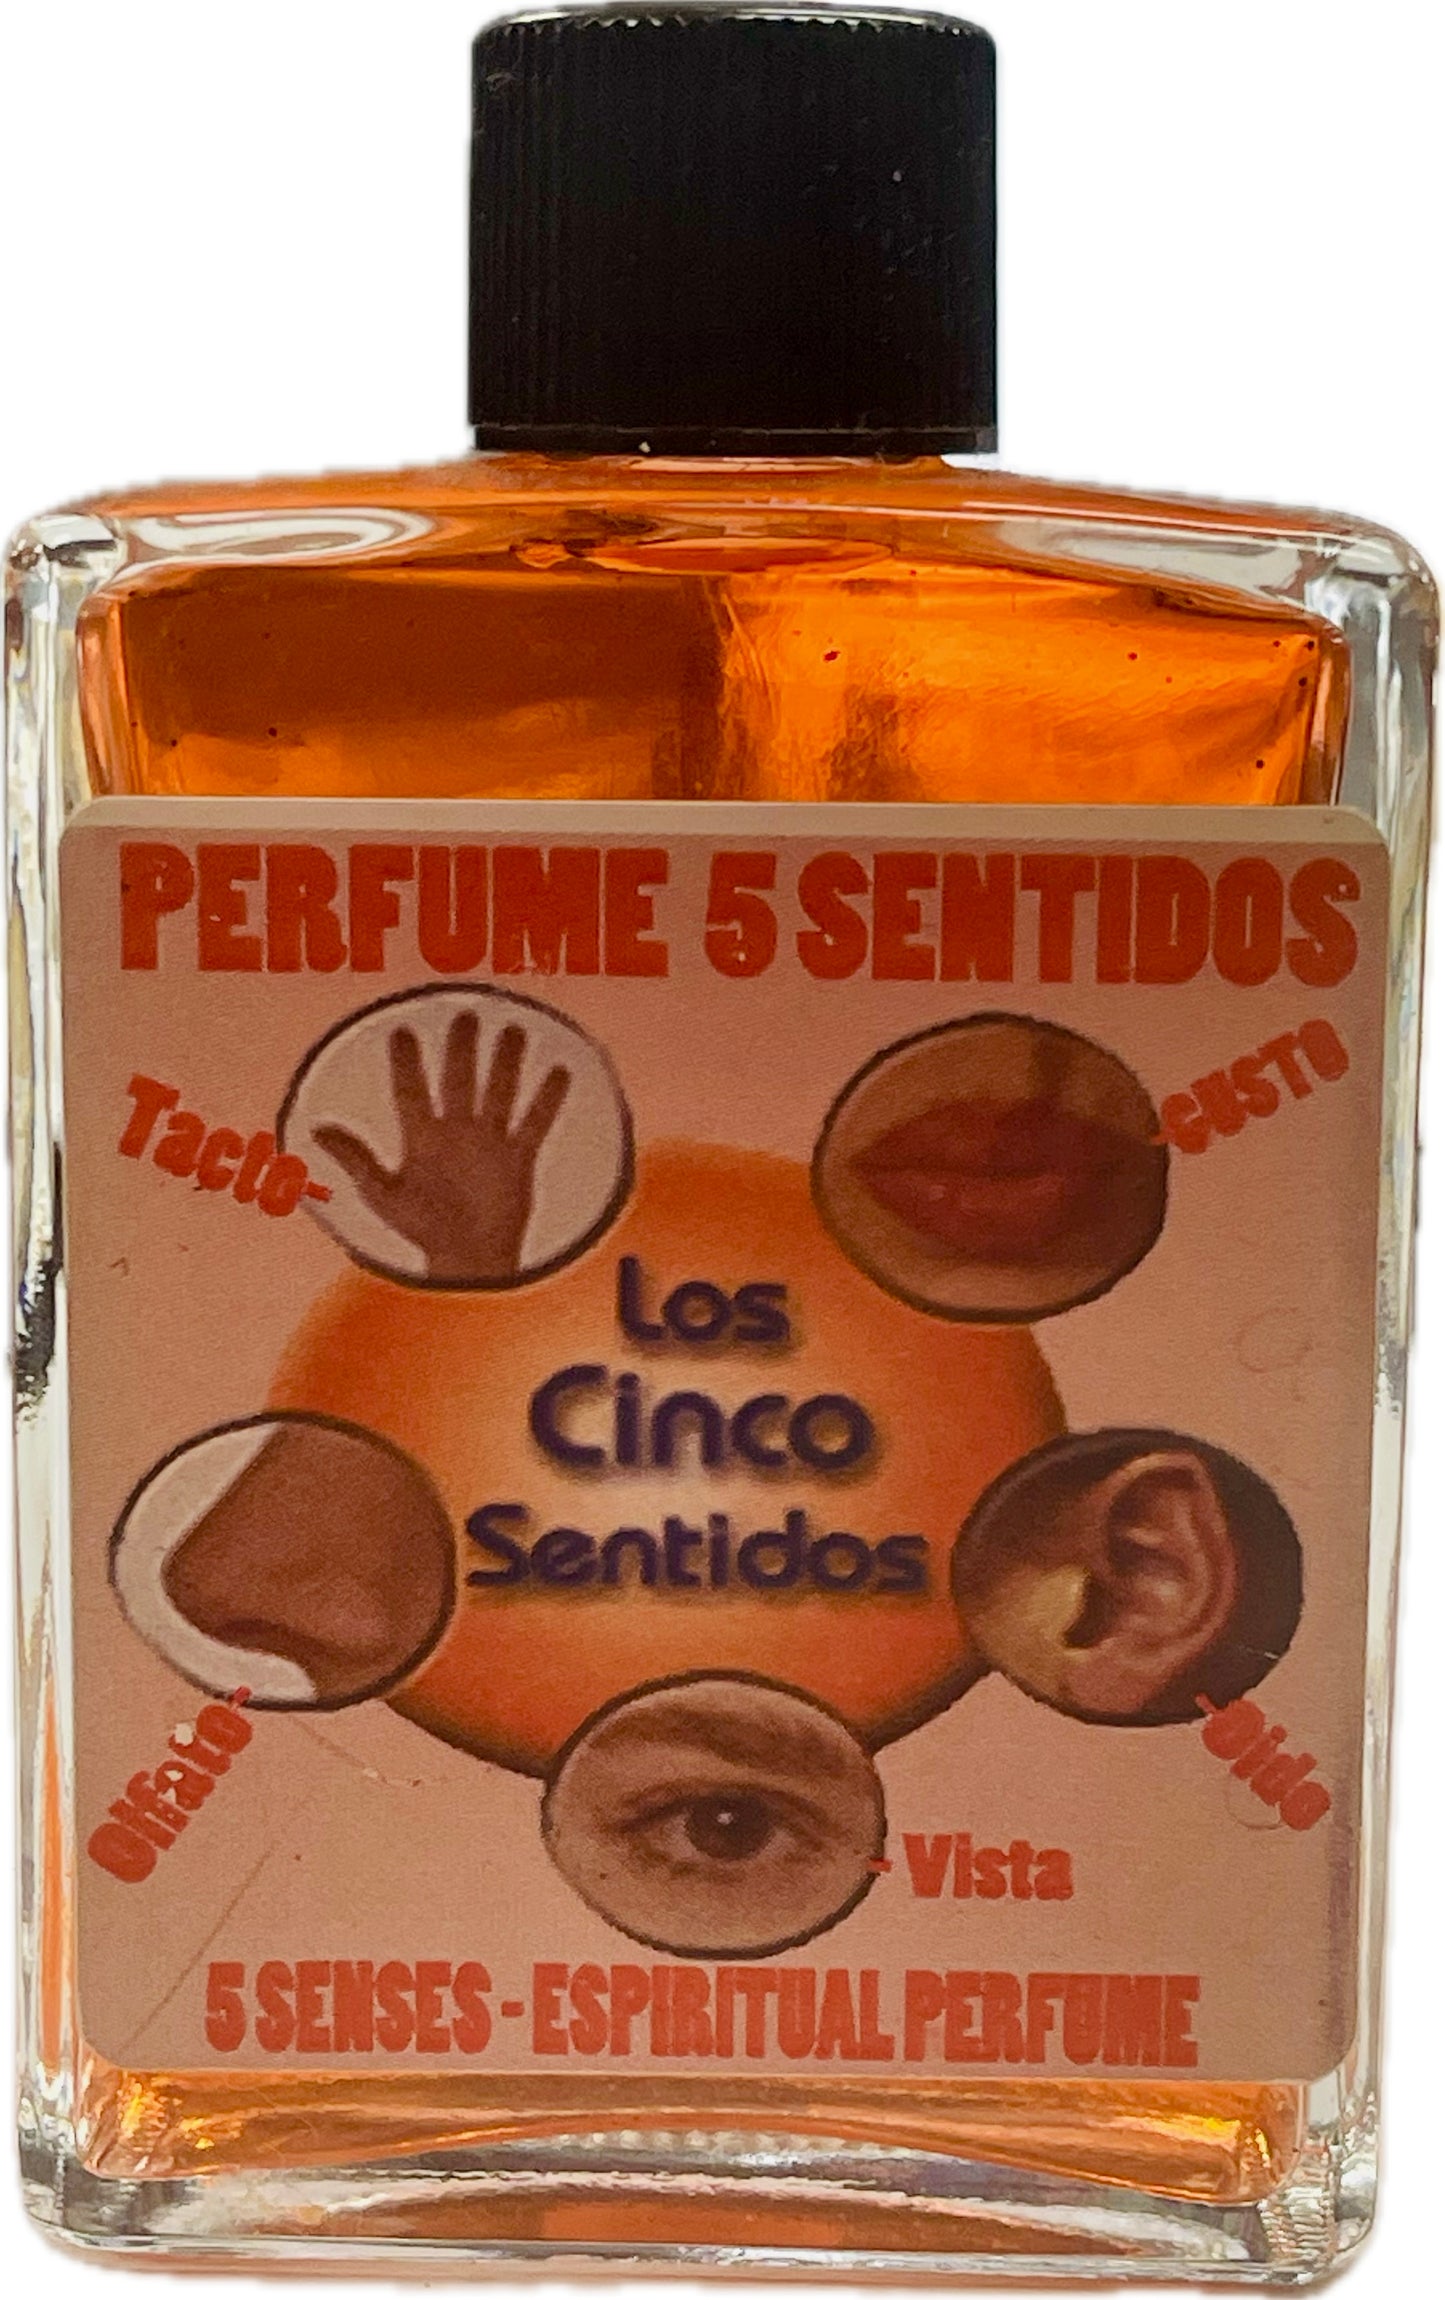 PERFUME 5 SENTIDOS
Tacto-
-GUSTO
Los
Cinco
Sentidos
Olfato-
-Oido
- Vista
5 SENSES - ESPIRITUAL PERFUME